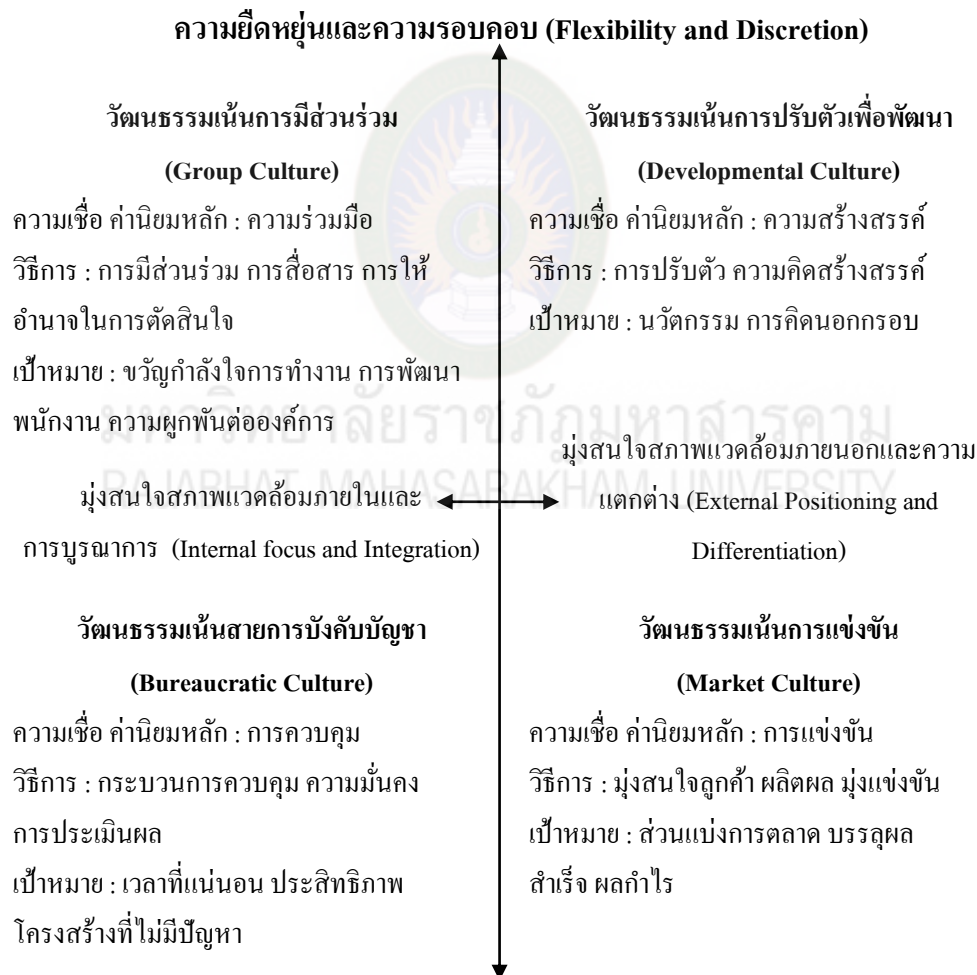 ความยืดหยุ่นและความรอบคอบ (Flexibility and Discretion)
วัฒนธรรมเน้นการมีส่วนร่วม
(Group Culture)
ความเชื่อ ค่านิยมหลัก : ความร่วมมือ
วิธีการ : การมีส่วนร่วม การสื่อสาร การให้
อำนาจในการตัดสินใจ
เป้าหมาย : ขวัญกำลังใจการทำงาน การพัฒนา
พนักงาน ความผูกพันต่อองค์การ
วัฒนธรรมเน้นการปรับตัวเพื่อพัฒนา
(Developmental Culture)
ความเชื่อ ค่านิยมหลัก : ความสร้างสรรค์
วิธีการ : การปรับตัว ความคิดสร้างสรรค์
เป้าหมาย : นวัตกรรม การคิดนอกกรอบ
มหาวิทยาลัยราชภัฏมหาสารคาม
RAJABHAT MAHASARAKHAM UNIVERSITY
มุ่งสนใจสภาพแวดล้อมภายในและ
การบูรณาการ (Internal focus and Integration)
มุ่งสนใจสภาพแวดล้อมภายนอกและความ
แตกต่าง (External Positioning and
Differentiation)
วัฒนธรรมเน้นสายการบังคับบัญชา
(Bureaucratic Culture)
ความเชื่อ ค่านิยมหลัก : การควบคุม
วิธีการ : กระบวนการควบคุม ความมั่นคง
การประเมินผล
เป้าหมาย : เวลาที่แน่นอน ประสิทธิภาพ
โครงสร้างที่ไม่มีปัญหา
วัฒนธรรมเน้นการแข่งขัน
(Market Culture)
ความเชื่อ ค่านิยมหลัก : การแข่งขัน
วิธีการ : มุ่งสนใจลูกค้า ผลิตผล มุ่งแข่งขัน
เป้าหมาย : ส่วนแบ่งการตลาด บรรลุผล
สำเร็จ ผลกำไร